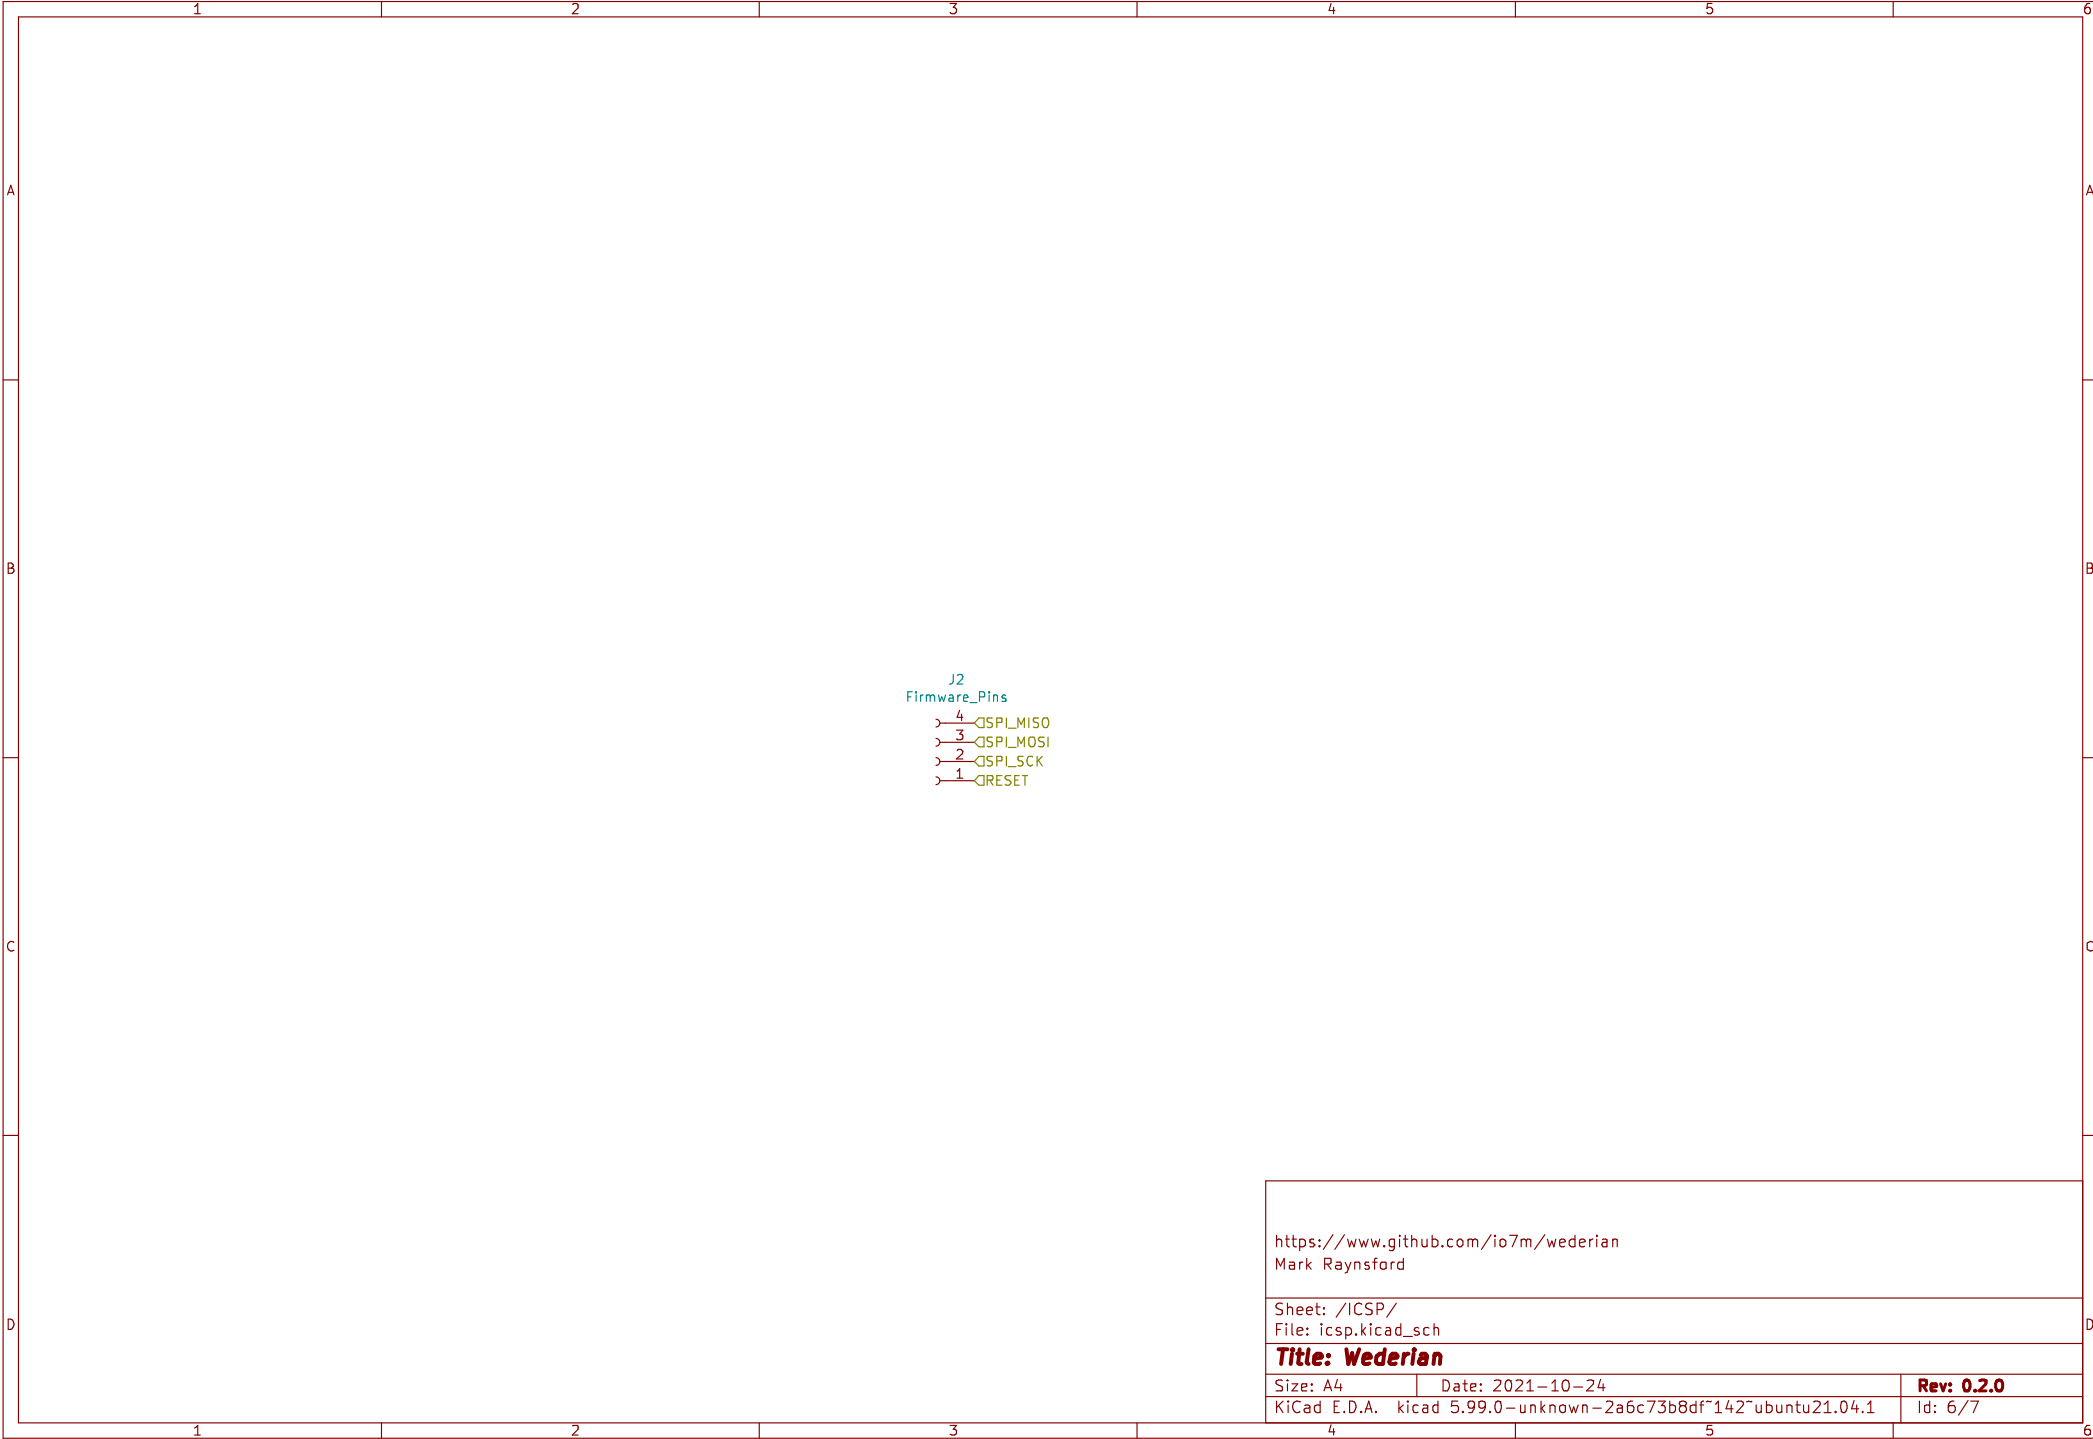 1 2 3 4 5 6
A A
B B
J2
Firmware_Pins
4 SPI_MISO
3 SPI_MOSI
2 SPI_SCK
1 RESET
C C
https://www.github.com/io7m/wederian
Mark Raynsford
Sheet: /ICSP/
File: icsp.kicad_sch
D D
Title: Wederian
Size: A4 Date: 2021-10-24 Rev: 0.2.0
KiCad E.D.A. kicad 5.99.0-unknown-2a6c73b8df~142~ubuntu21.04.1 Id: 6/7
1 2 3 4 5 6